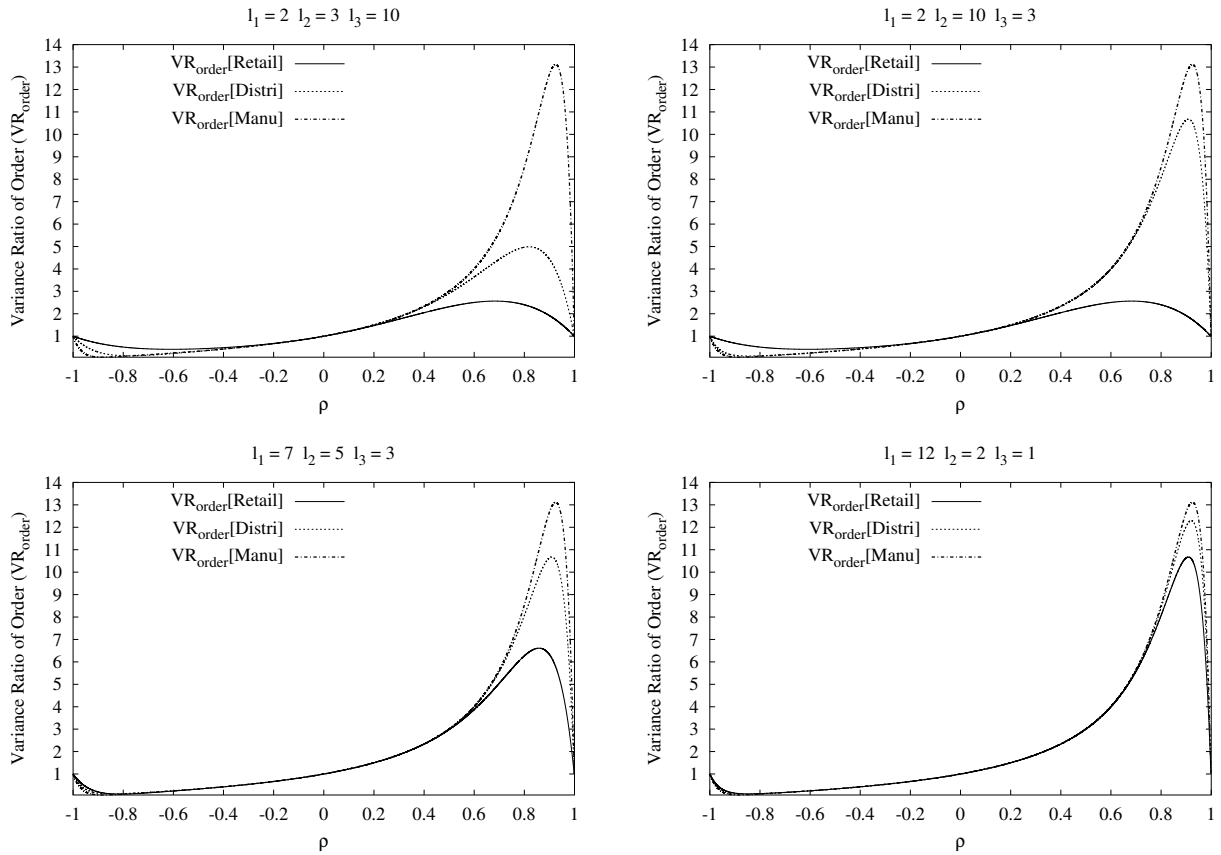 l1 = 2 l2 = 3 l3 = 10
Variance Ratio of Order (VRorder)
14
13
12
11
10
9
8
7
6
5
4
3
2
1
VRorder[Retail]
VRorder[Distri]
VRorder[Manu]
-1 -0.8 -0.6 -0.4 -0.2 0 0.2 0.4 0.6 0.8 1
ρ
l1 = 2 l2 = 10 l3 = 3
Variance Ratio of Order (VRorder)
14
13
12
11
10
9
8
7
6
5
4
3
2
1
VRorder[Retail]
VRorder[Distri]
VRorder[Manu]
-1 -0.8 -0.6 -0.4 -0.2 0 0.2 0.4 0.6 0.8 1
ρ
l1 = 7 l2 = 5 l3 = 3
Variance Ratio of Order (VRorder)
14
13
12
11
10
9
8
7
6
5
4
3
2
1
VRorder[Retail]
VRorder[Distri]
VRorder[Manu]
-1 -0.8 -0.6 -0.4 -0.2 0 0.2 0.4 0.6 0.8 1
ρ
l1 = 12 l2 = 2 l3 = 1
Variance Ratio of Order (VRorder)
14
13
12
11
10
9
8
7
6
5
4
3
2
1
VRorder[Retail]
VRorder[Distri]
VRorder[Manu]
-1 -0.8 -0.6 -0.4 -0.2 0 0.2 0.4 0.6 0.8 1
ρ